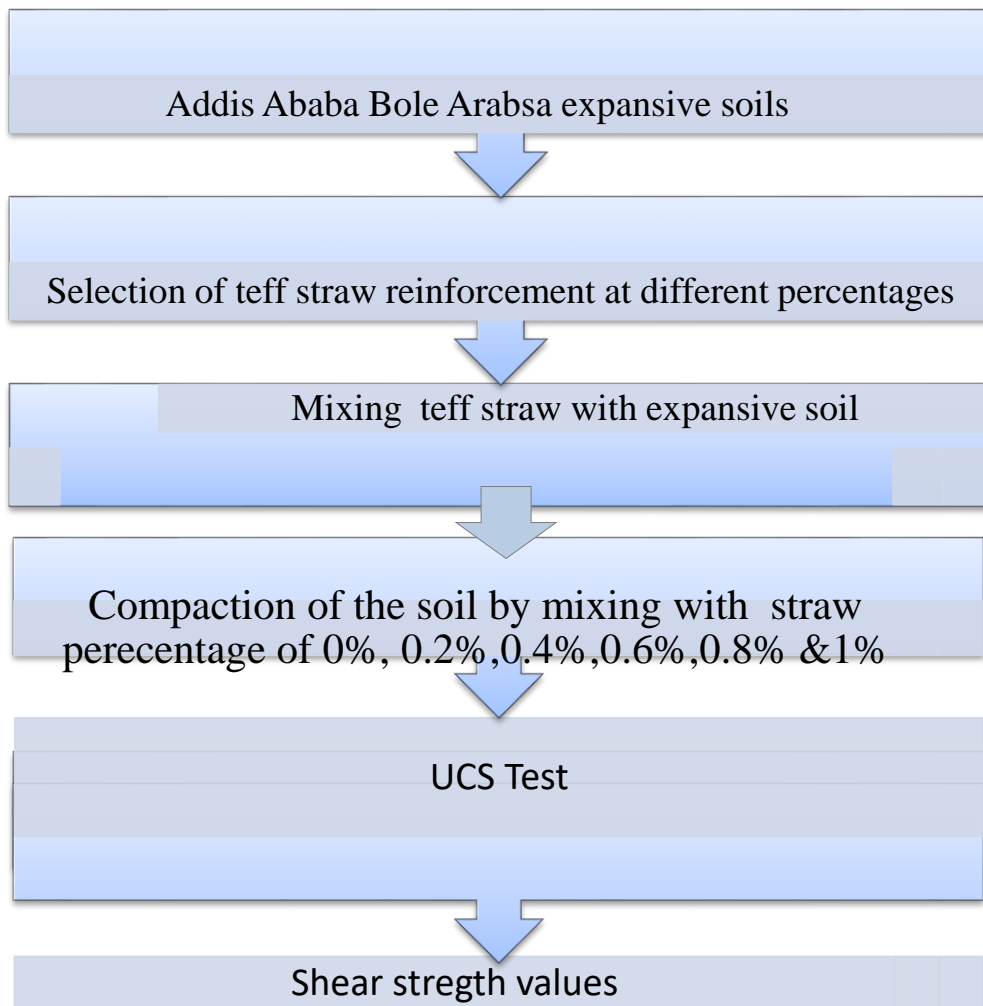 Addis Ababa Bole Arabsa expansive soils
Selection of teff straw reinforcement at different percentages
Mixing teff straw with expansive soil
Compaction of the soil by mixing with straw
perecentage of 0%, 0.2%,0.4%,0.6%,0.8% &1%
UCS Test
Shear stregth values